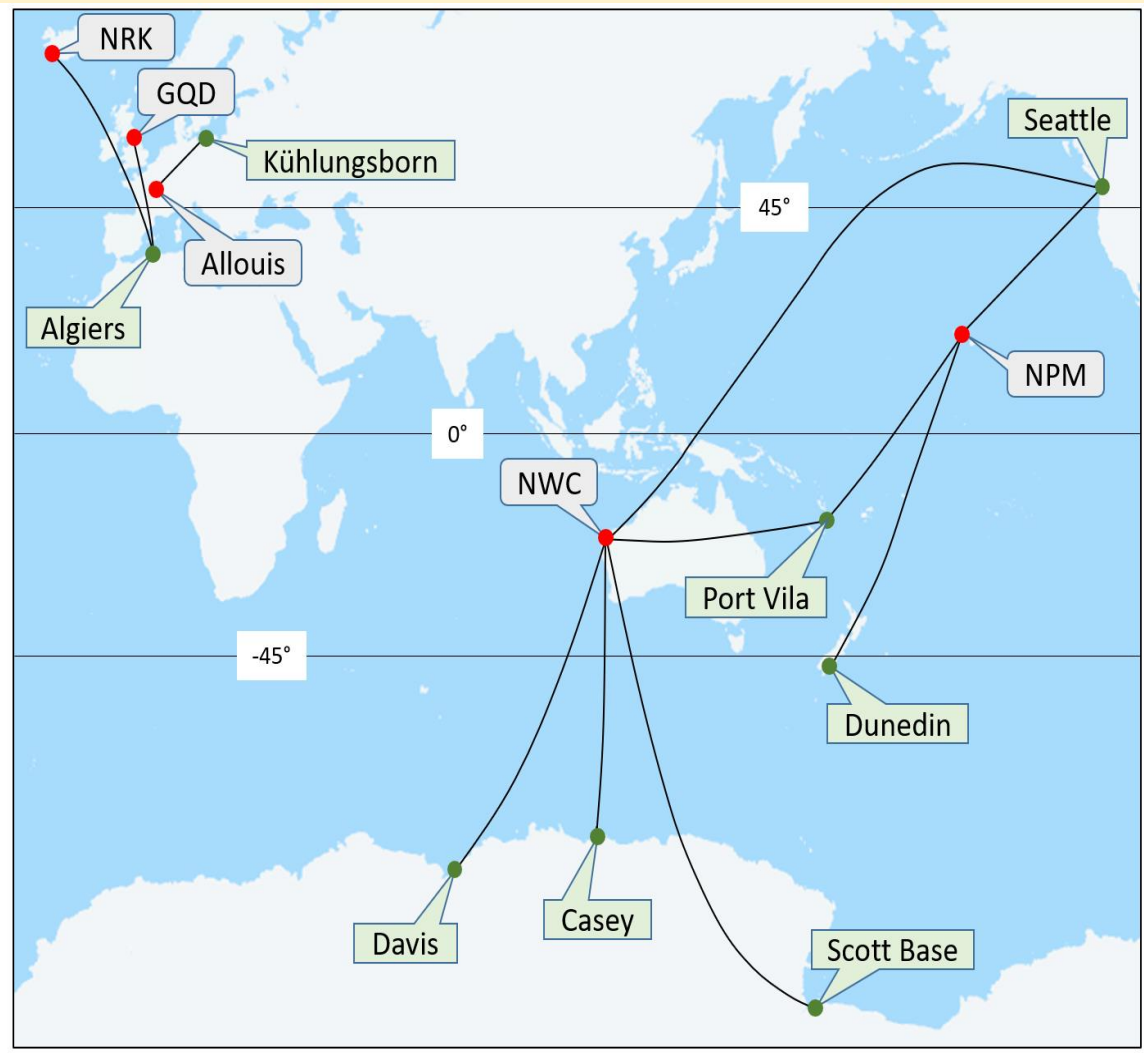 NRK
GQD
Seattle
Kühlungsborn
45°
Allouis
Algiers
NPM
0°
NWC
Port Vila
-45°
Dunedin
Casey
Davis
Scott Base